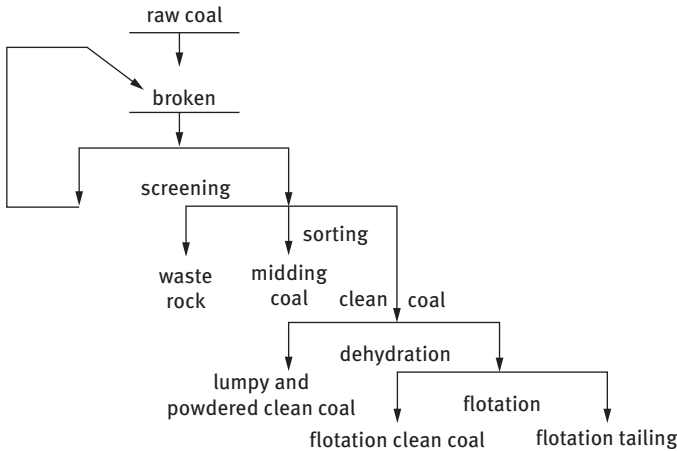 raw coal
broken
screening
sorting
waste
rock
midding
coal
clean coal
dehydration
lumpy and
powdered clean coal
flotation
flotation clean coal
flotation tailing